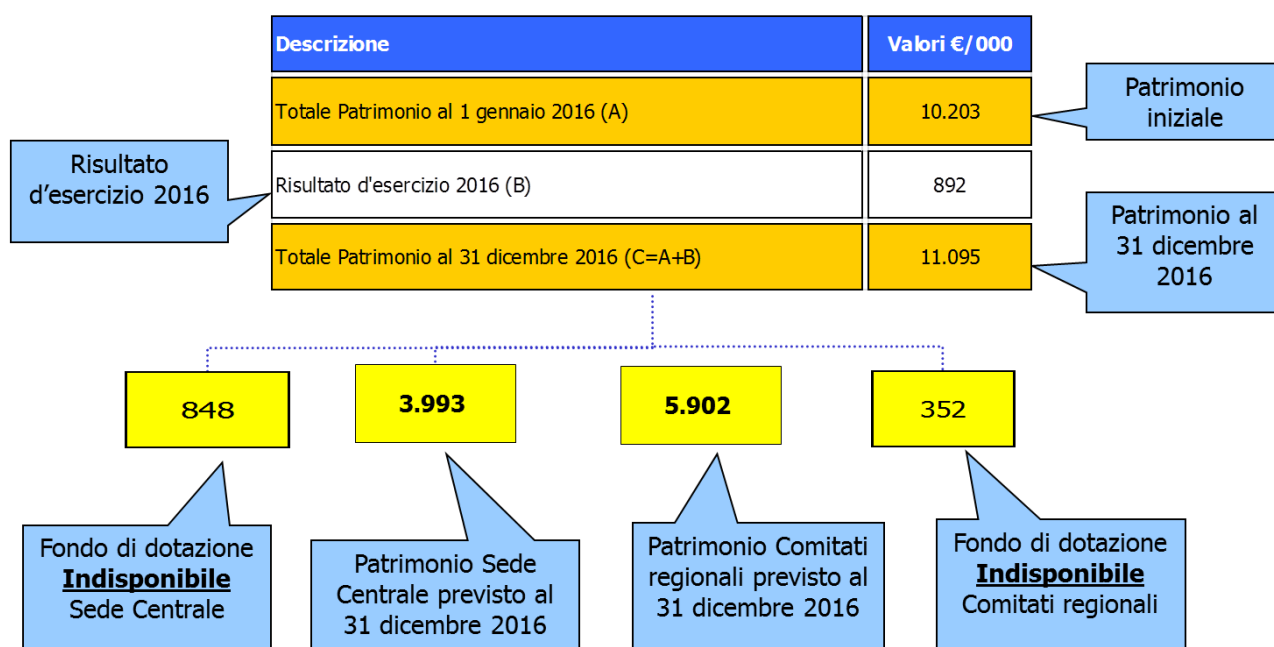 Descrizione Valori €/000
Totale Patrimonio al 1 gennaio 2016 (A) 10.203
Patrimonio
iniziale
Risultato
d’esercizio 2016
Risultato d'esercizio 2016 (B) 892
Totale Patrimonio al 31 dicembre 2016 (C=A+B) 11.095
Patrimonio al
31 dicembre
2016
848 3.993 5.902 352
Fondo di dotazione
Indisponibile
Sede Centrale
Patrimonio Sede
Centrale previsto al
31 dicembre 2016
Patrimonio Comitati
regionali previsto al
31 dicembre 2016
Fondo di dotazione
Indisponibile
Comitati regionali